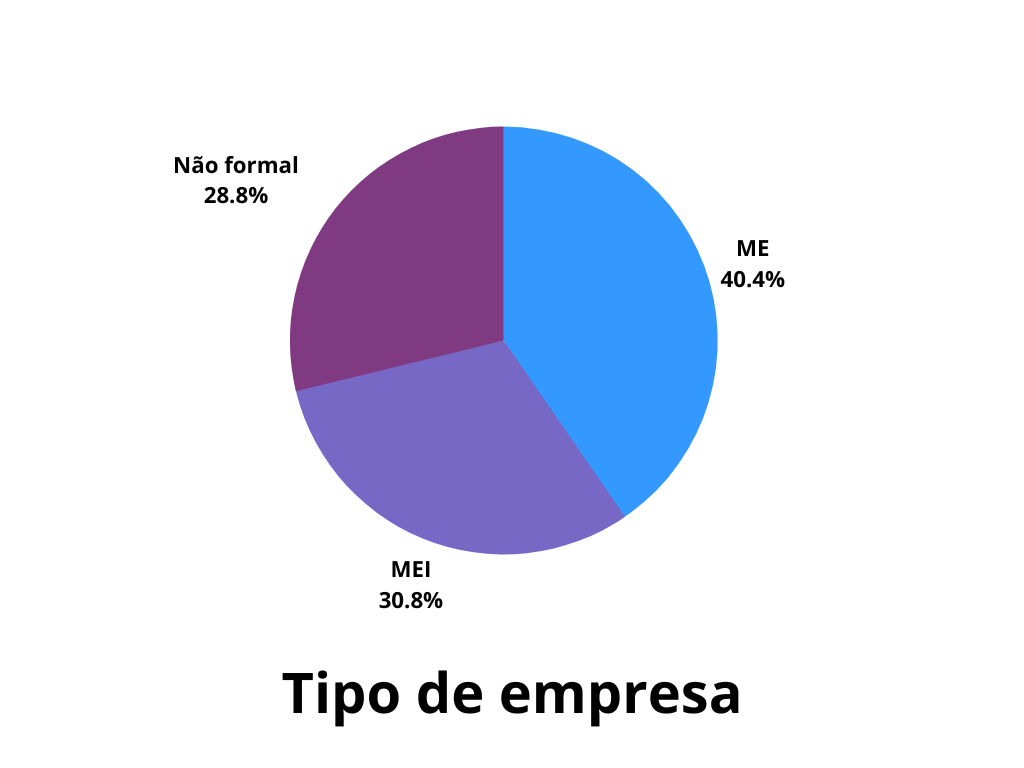 Não formal
28.8%
ME
40.4%
MEI
30.8%
Tipo de empresa